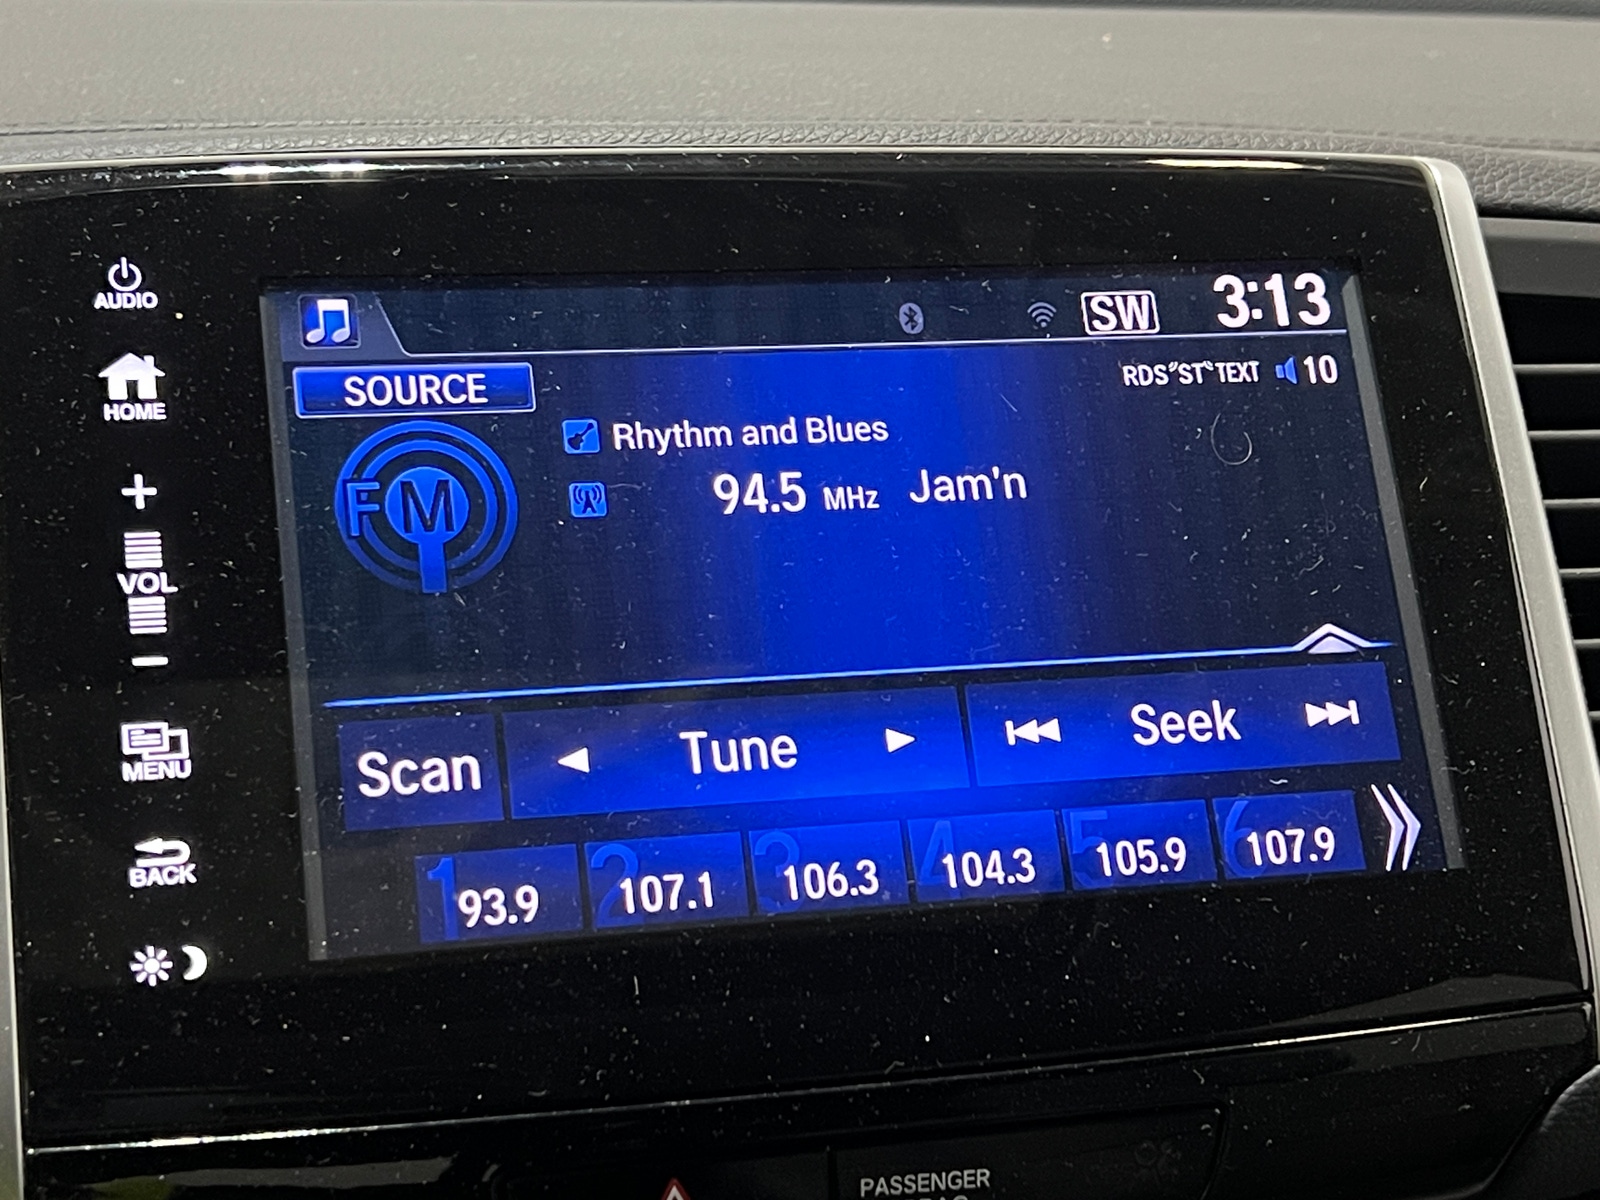 AUDIO
HOME
+
VOL
−
MENU
BACK
SW 3:13
SOURCE
RDS ST TEXT 10
FM
Rhythm and Blues
94.5 MHz Jam'n
Scan Tune Seek
1 93.9 2 107.1 3 106.3 4 104.3 5 105.9 6 107.9
PASSENGER